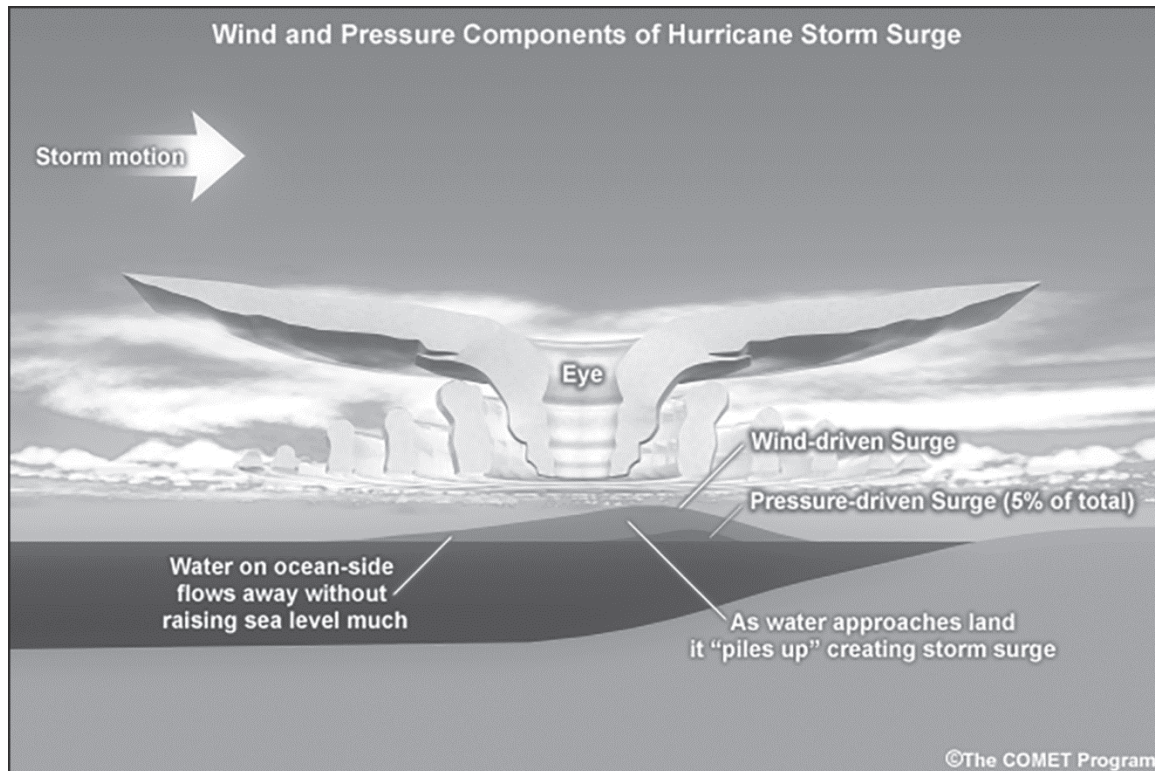 Wind and Pressure Components of Hurricane Storm Surge
Storm motion
Eye
Wind-driven Surge
Pressure-driven Surge (5% of total)
Water on ocean-side
flows away without
raising sea level much
As water approaches land
it “piles up” creating storm surge
©The COMET Program